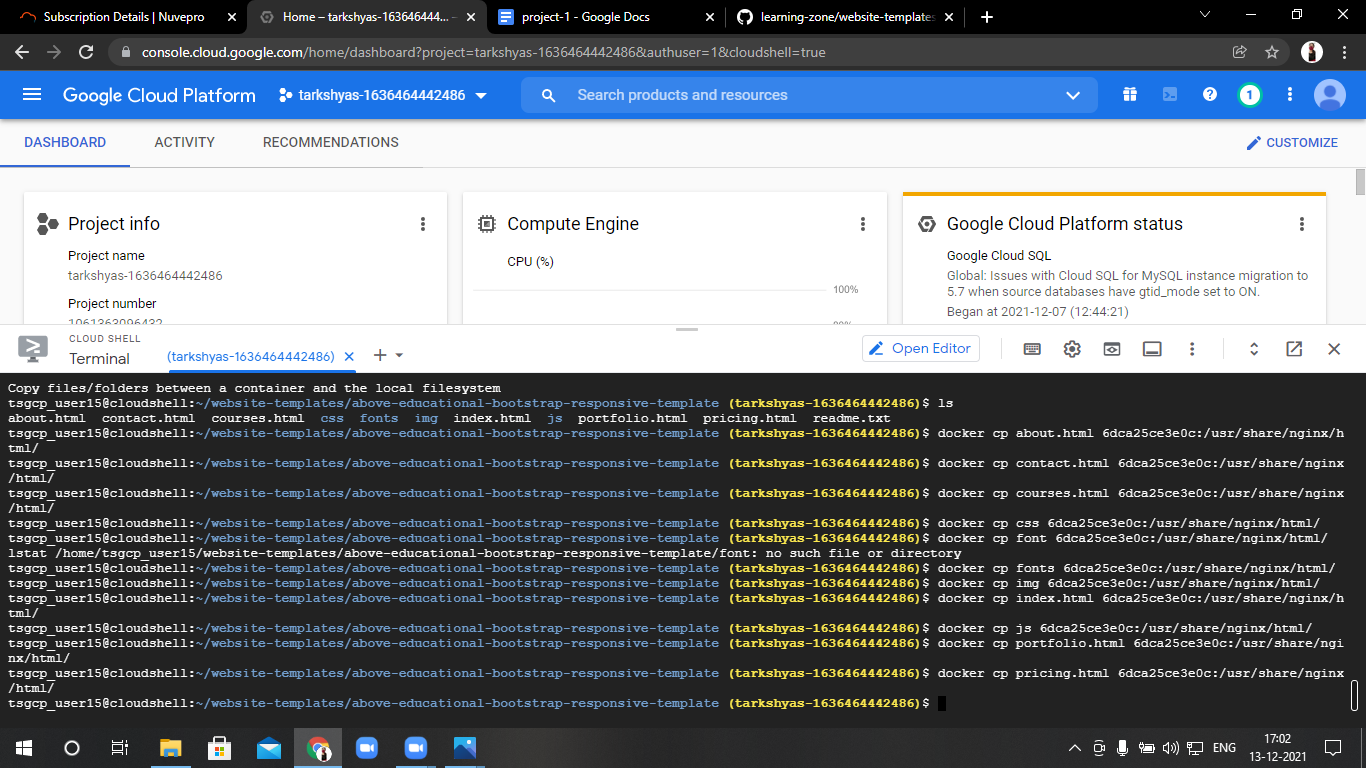 Subscription Details | Nuvepro
Home – tarkshyas-1636464444... –
project-1 - Google Docs
learning-zone/website-templates
console.cloud.google.com/home/dashboard?project=tarkshyas-1636464442486&authuser=1&cloudshell=true
Google Cloud Platform
tarkshyas-1636464442486
Search products and resources
1
DASHBOARD
ACTIVITY
RECOMMENDATIONS
CUSTOMIZE
Project info
Project name
tarkshyas-1636464442486
Project number
1061363096432
Compute Engine
CPU (%)
100%
80%
Google Cloud Platform status
Google Cloud SQL
Global: Issues with Cloud SQL for MySQL instance migration to
5.7 when source databases have gtid_mode set to ON.
Began at 2021-12-07 (12:44:21)
CLOUD SHELL
Terminal
(tarkshyas-1636464442486)
Open Editor
Copy files/folders between a container and the local filesystem
tsgcp_user15@cloudshell:~/website-templates/above-educational-bootstrap-responsive-template (tarkshyas-1636464442486)$ ls
about.html contact.html courses.html css fonts img index.html js portfolio.html pricing.html readme.txt
tsgcp_user15@cloudshell:~/website-templates/above-educational-bootstrap-responsive-template (tarkshyas-1636464442486)$ docker cp about.html 6dca25ce3e0c:/usr/share/nginx/h
tml/
tsgcp_user15@cloudshell:~/website-templates/above-educational-bootstrap-responsive-template (tarkshyas-1636464442486)$ docker cp contact.html 6dca25ce3e0c:/usr/share/nginx
/html/
tsgcp_user15@cloudshell:~/website-templates/above-educational-bootstrap-responsive-template (tarkshyas-1636464442486)$ docker cp courses.html 6dca25ce3e0c:/usr/share/nginx
/html/
tsgcp_user15@cloudshell:~/website-templates/above-educational-bootstrap-responsive-template (tarkshyas-1636464442486)$ docker cp css 6dca25ce3e0c:/usr/share/nginx/html/
tsgcp_user15@cloudshell:~/website-templates/above-educational-bootstrap-responsive-template (tarkshyas-1636464442486)$ docker cp font 6dca25ce3e0c:/usr/share/nginx/html/
lstat /home/tsgcp_user15/website-templates/above-educational-bootstrap-responsive-template/font: no such file or directory
tsgcp_user15@cloudshell:~/website-templates/above-educational-bootstrap-responsive-template (tarkshyas-1636464442486)$ docker cp fonts 6dca25ce3e0c:/usr/share/nginx/html/
tsgcp_user15@cloudshell:~/website-templates/above-educational-bootstrap-responsive-template (tarkshyas-1636464442486)$ docker cp img 6dca25ce3e0c:/usr/share/nginx/html/
tsgcp_user15@cloudshell:~/website-templates/above-educational-bootstrap-responsive-template (tarkshyas-1636464442486)$ docker cp index.html 6dca25ce3e0c:/usr/share/nginx/h
tml/
tsgcp_user15@cloudshell:~/website-templates/above-educational-bootstrap-responsive-template (tarkshyas-1636464442486)$ docker cp js 6dca25ce3e0c:/usr/share/nginx/html/
tsgcp_user15@cloudshell:~/website-templates/above-educational-bootstrap-responsive-template (tarkshyas-1636464442486)$ docker cp portfolio.html 6dca25ce3e0c:/usr/share/ngi
nx/html/
tsgcp_user15@cloudshell:~/website-templates/above-educational-bootstrap-responsive-template (tarkshyas-1636464442486)$ docker cp pricing.html 6dca25ce3e0c:/usr/share/nginx
/html/
tsgcp_user15@cloudshell:~/website-templates/above-educational-bootstrap-responsive-template (tarkshyas-1636464442486)$
ENG
17:02
13-12-2021